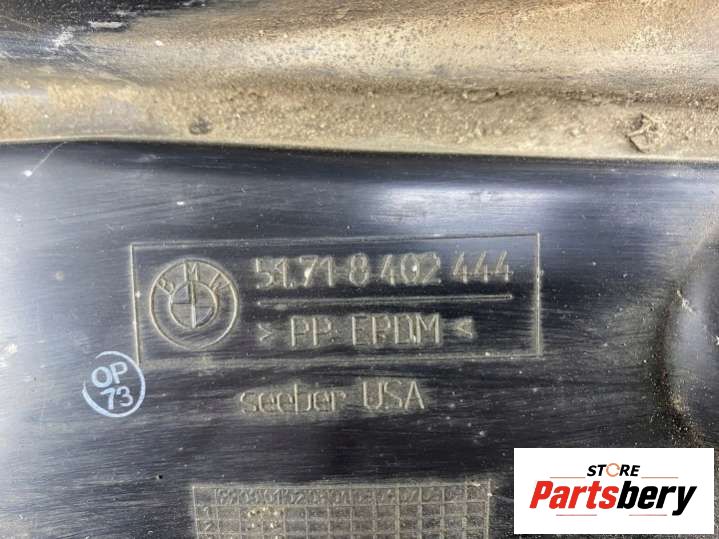 BMW
51.71-8 402 444
> PP EPDM <
seeber USA
OP
73
STORE
Partsbery